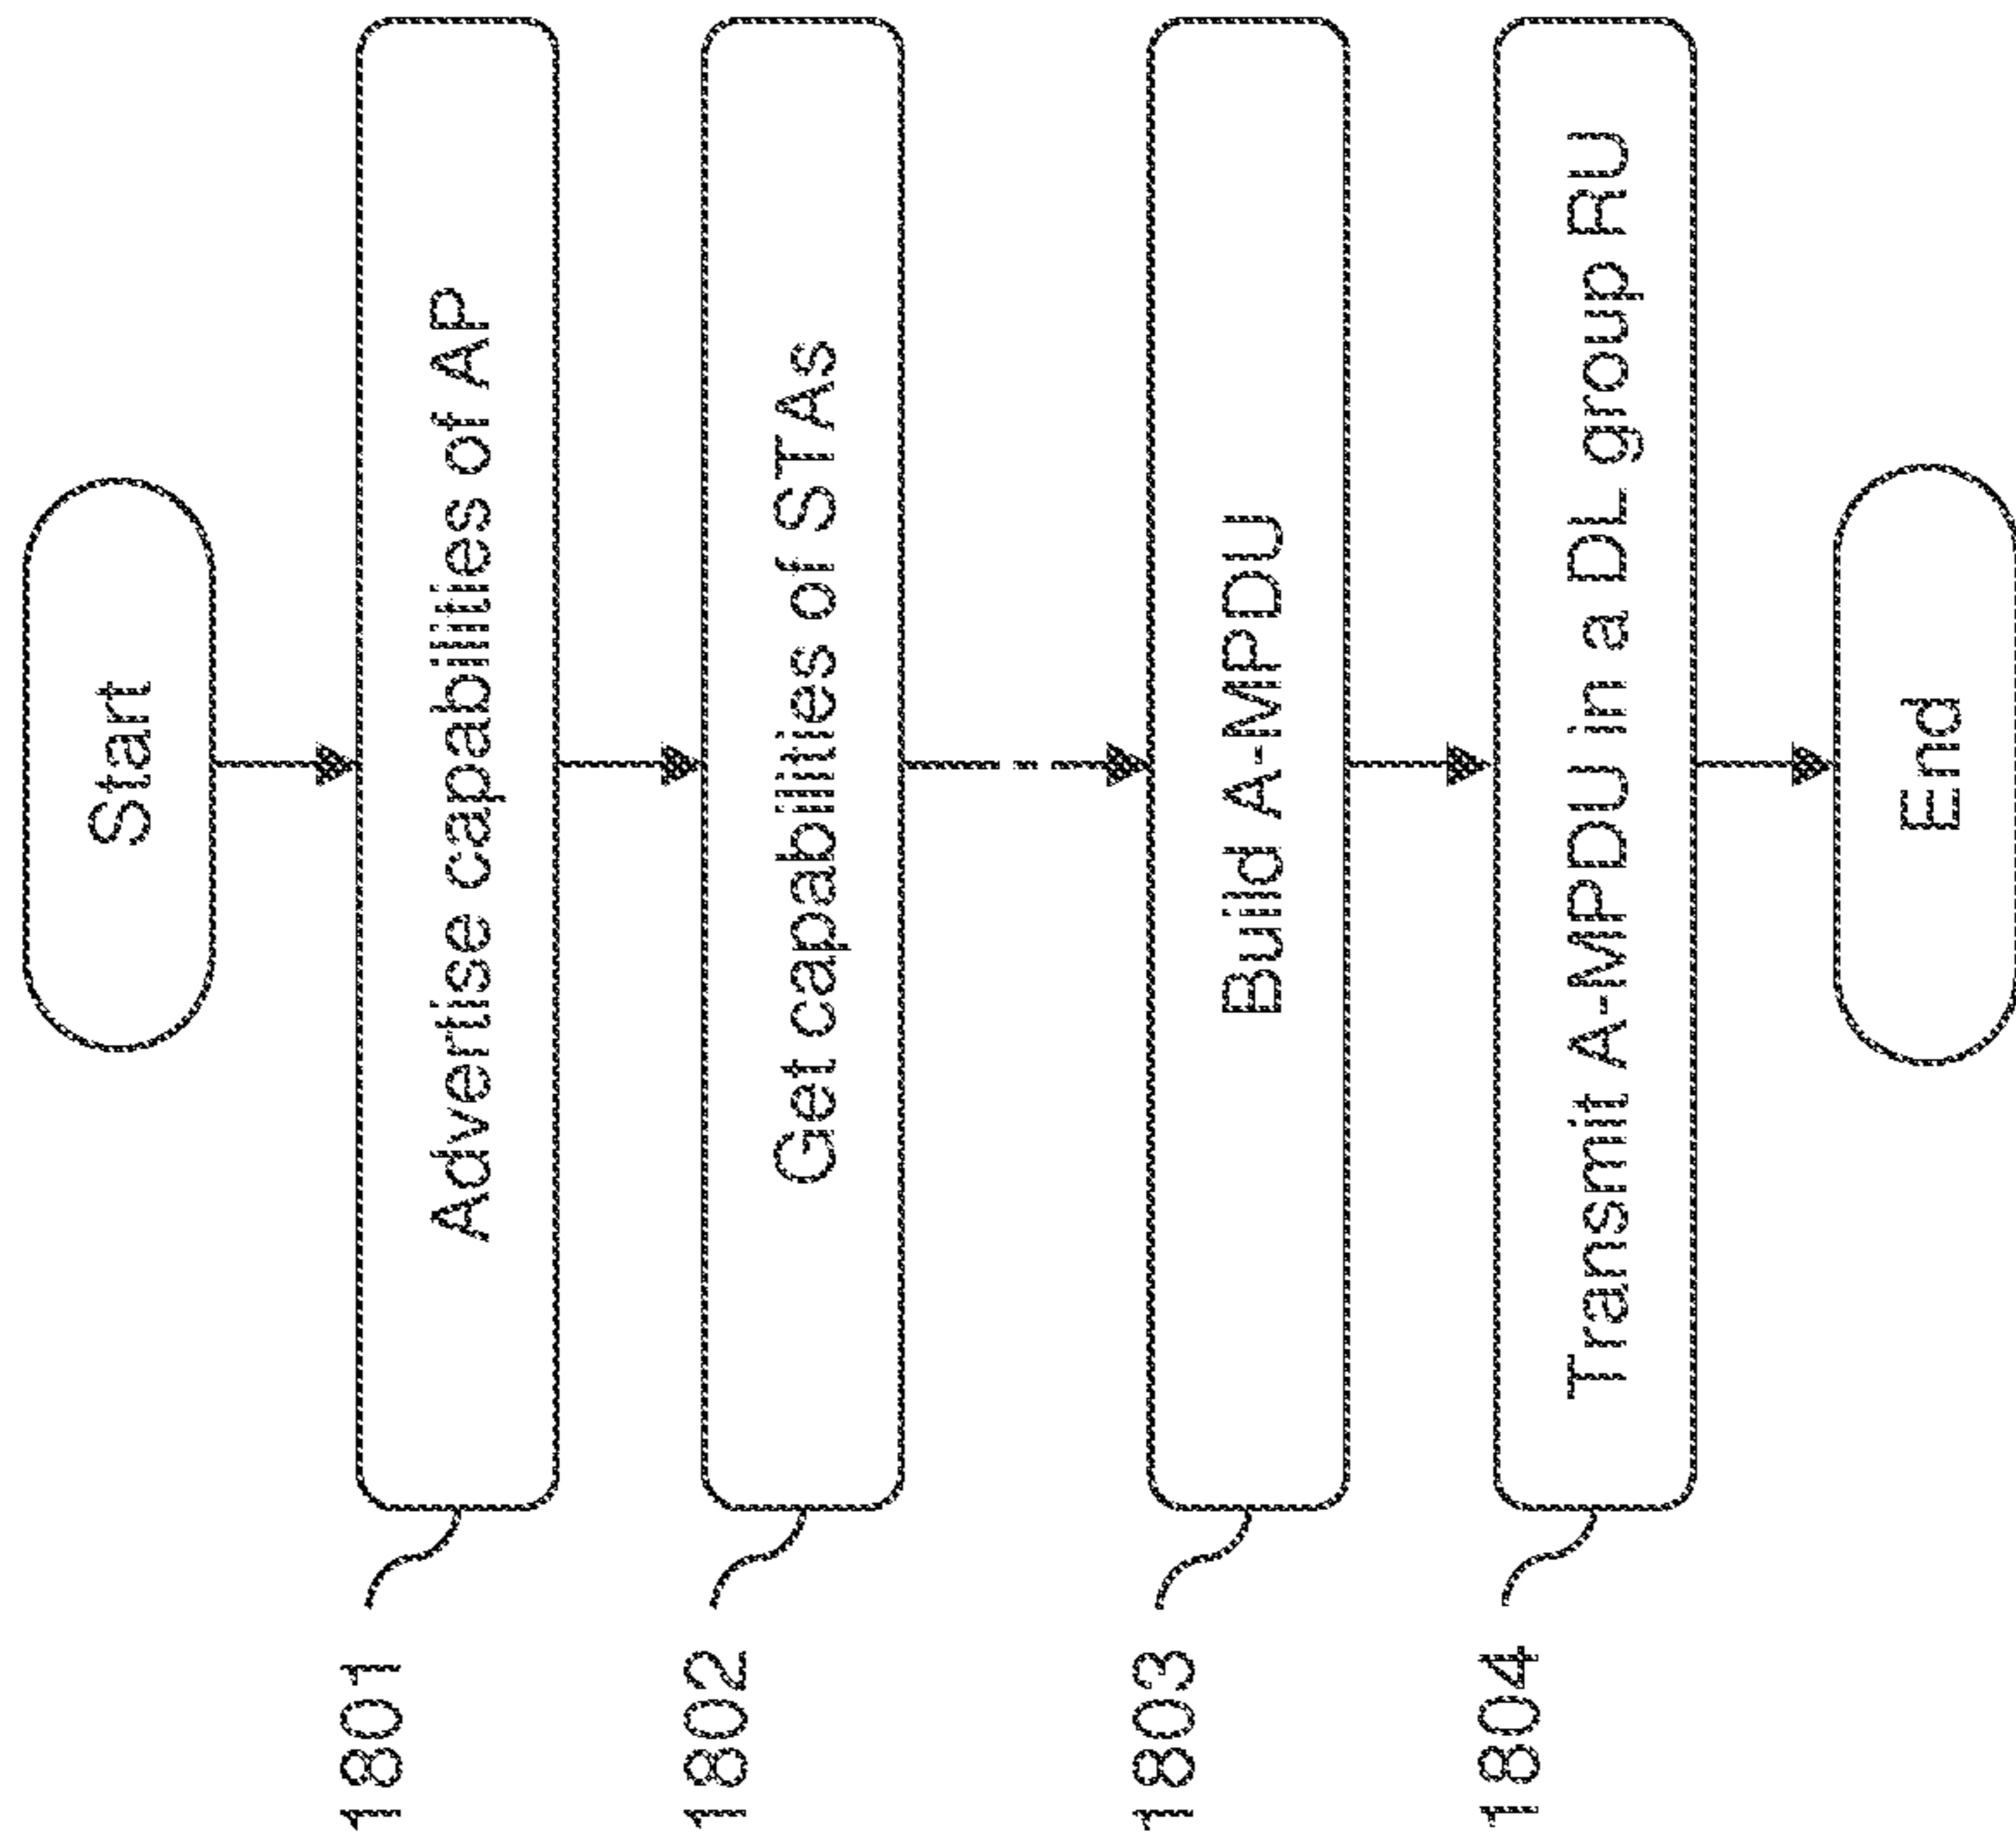 Start
1801
Advertise capabilities of AP
1802
Get capabilities of STAs
1803
Build A-MPDU
1804
Transmit A-MPDU in a DL group RU
End